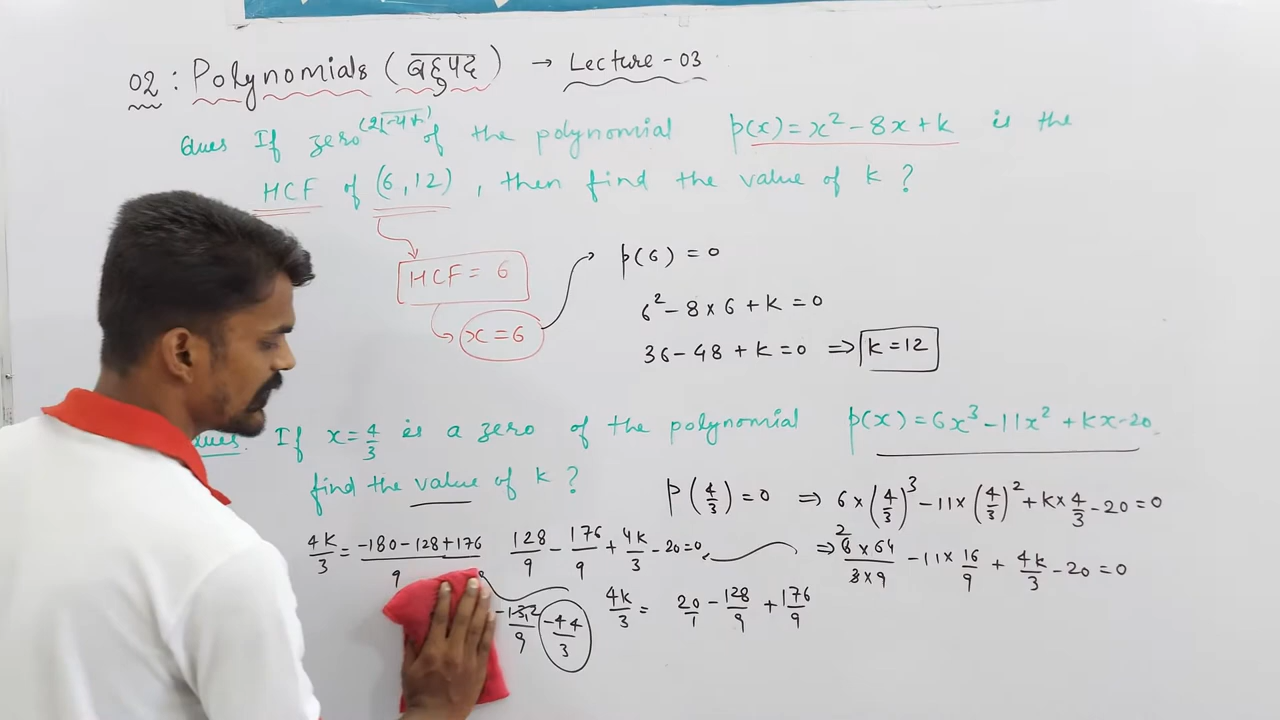 02 : Polynomials (बहुपद) → Lecture - 03
(शून्यक)
Ques If zero of the polynomial p(x) = x² - 8x + k is the
HCF of (6, 12), then find the value of k ?
HCF = 6
x = 6
p(6) = 0
6² - 8 × 6 + k = 0
36 - 48 + k = 0 ⇒ k = 12
Ques. If x = 4/3 is a zero of the polynomial p(x) = 6x³ - 11x² + kx - 20
find the value of k ?
p(4/3) = 0 ⇒ 6 × (4/3)³ - 11 × (4/3)² + k × 4/3 - 20 = 0
⇒ 6 × 64 / 3 × 9 - 11 × 16/9 + 4k/3 - 20 = 0
2
128/9 - 176/9 + 4k/3 - 20 = 0
4k/3 = 20/1 - 128/9 + 176/9
4k/3 = -180 - 128 + 176 / 9
-132/9 -44/3